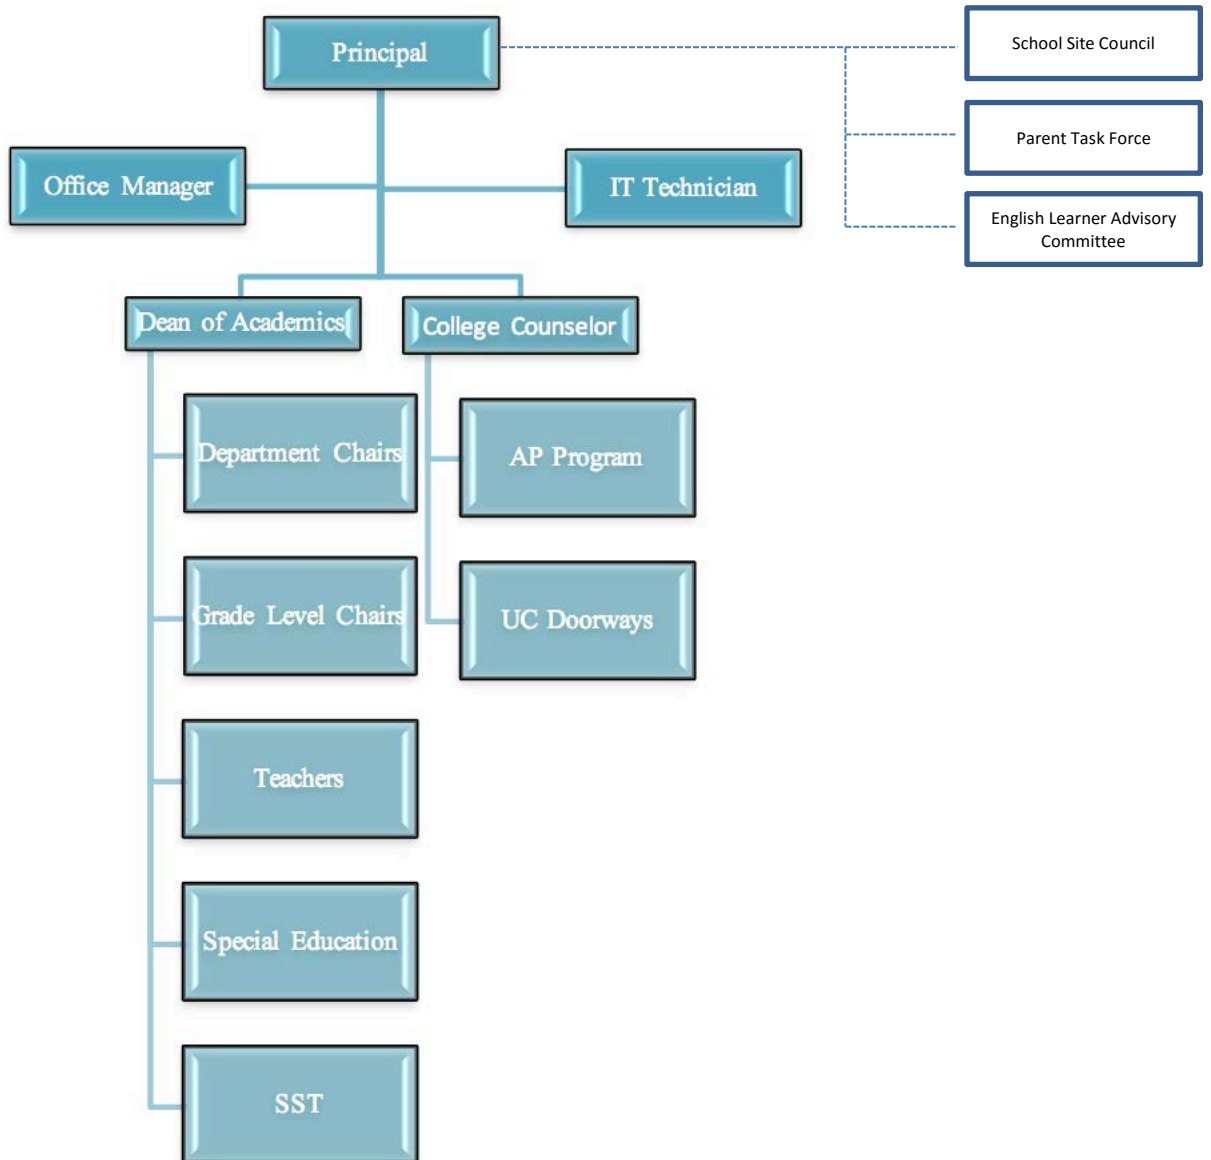 Principal
School Site Council
Parent Task Force
English Learner Advisory
Committee
Office Manager
IT Technician
Dean of Academics
College Counselor
Department Chairs
AP Program
Grade Level Chairs
UC Doorways
Teachers
Special Education
SST